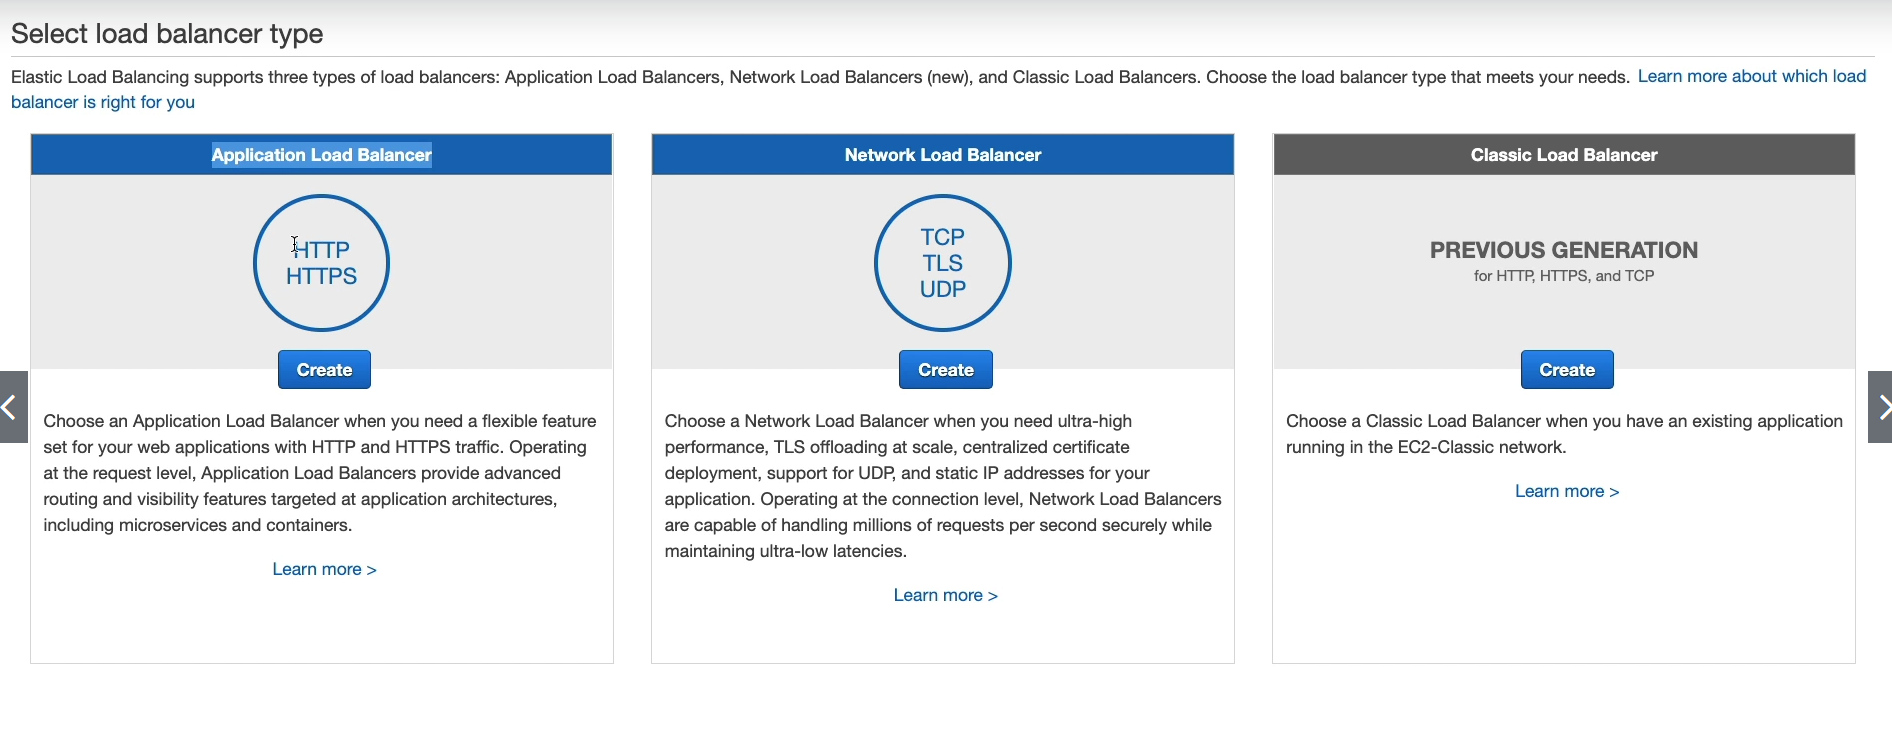 Select load balancer type
Elastic Load Balancing supports three types of load balancers: Application Load Balancers, Network Load Balancers (new), and Classic Load Balancers. Choose the load balancer type that meets your needs. Learn more about which load
balancer is right for you
Application Load Balancer
HTTP
HTTPS
Create
Choose an Application Load Balancer when you need a flexible feature
set for your web applications with HTTP and HTTPS traffic. Operating
at the request level, Application Load Balancers provide advanced
routing and visibility features targeted at application architectures,
including microservices and containers.
Learn more >
Network Load Balancer
TCP
TLS
UDP
Create
Choose a Network Load Balancer when you need ultra-high
performance, TLS offloading at scale, centralized certificate
deployment, support for UDP, and static IP addresses for your
application. Operating at the connection level, Network Load Balancers
are capable of handling millions of requests per second securely while
maintaining ultra-low latencies.
Learn more >
Classic Load Balancer
PREVIOUS GENERATION
for HTTP, HTTPS, and TCP
Create
Choose a Classic Load Balancer when you have an existing application
running in the EC2-Classic network.
Learn more >